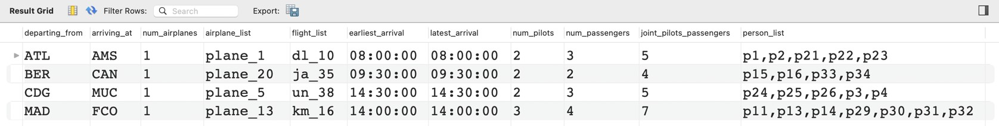 Result Grid Filter Rows: Search Export:
departing_from arriving_at num_airplanes airplane_list flight_list earliest_arrival latest_arrival num_pilots num_passengers joint_pilots_passengers person_list
ATL AMS 1 plane_1 dl_10 08:00:00 08:00:00 2 3 5 p1,p2,p21,p22,p23
BER CAN 1 plane_20 ja_35 09:30:00 09:30:00 2 2 4 p15,p16,p33,p34
CDG MUC 1 plane_5 un_38 14:30:00 14:30:00 2 3 5 p24,p25,p26,p3,p4
MAD FCO 1 plane_13 km_16 14:00:00 14:00:00 3 4 7 p11,p13,p14,p29,p30,p31,p32